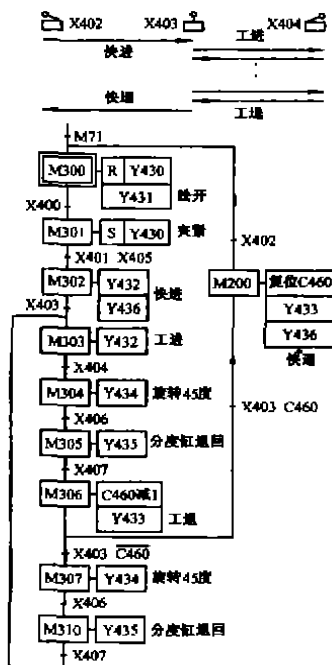 X402 X403 X404
快进 工进
快退 工退
M71
M300 R Y430
Y431 松开
X400
M301 S Y430 夹紧
X402
X401 X405
M302 Y432 快进
M200 复位C460
X403 Y436
Y433
M303 Y432 工进
Y436
快退
X404
M304 Y434 旋转45度
X403 C460
X406
M305 Y435 分度缸退回
X407
M306 C460减1
Y433 工退
X403 C460
M307 Y434 旋转45度
X406
M310 Y435 分度缸退回
X407